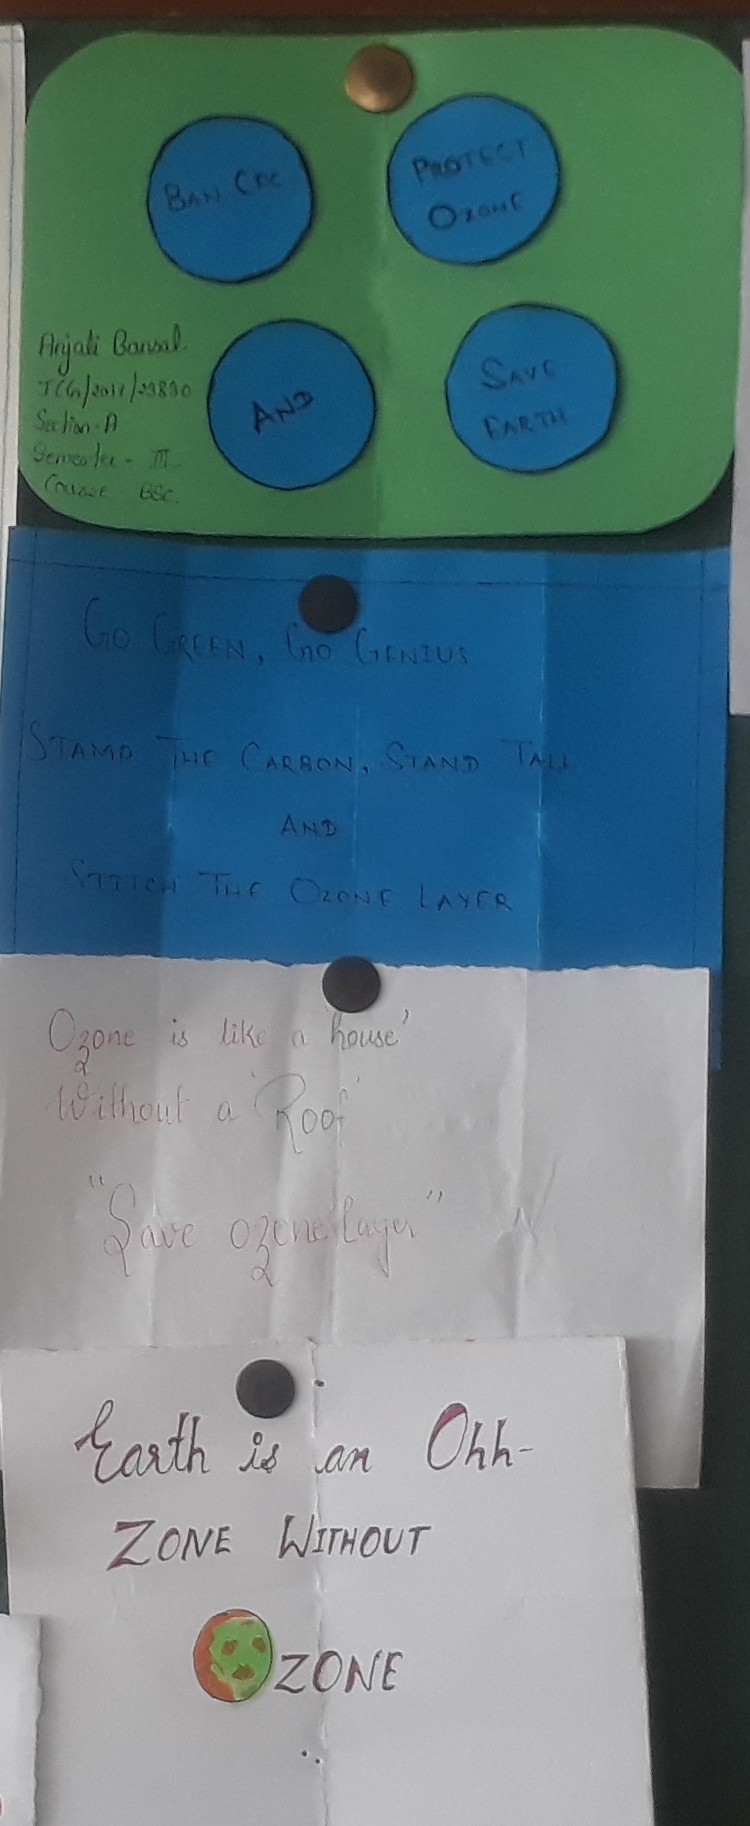 BAN CFC
PROTECT
OZONE
AND
SAVE
EARTH
Anjali Bansal
Section-A
Semester - III
Course - BSc.
GO GREEN, GO GENIUS
STAMP THE CARBON, STAND TALL
AND
STITCH THE OZONE LAYER
Ozone is like a 'house'
Without a 'Roof'
"Save ozone layer"
Earth is an Ohh-
ZONE WITHOUT
OZONE